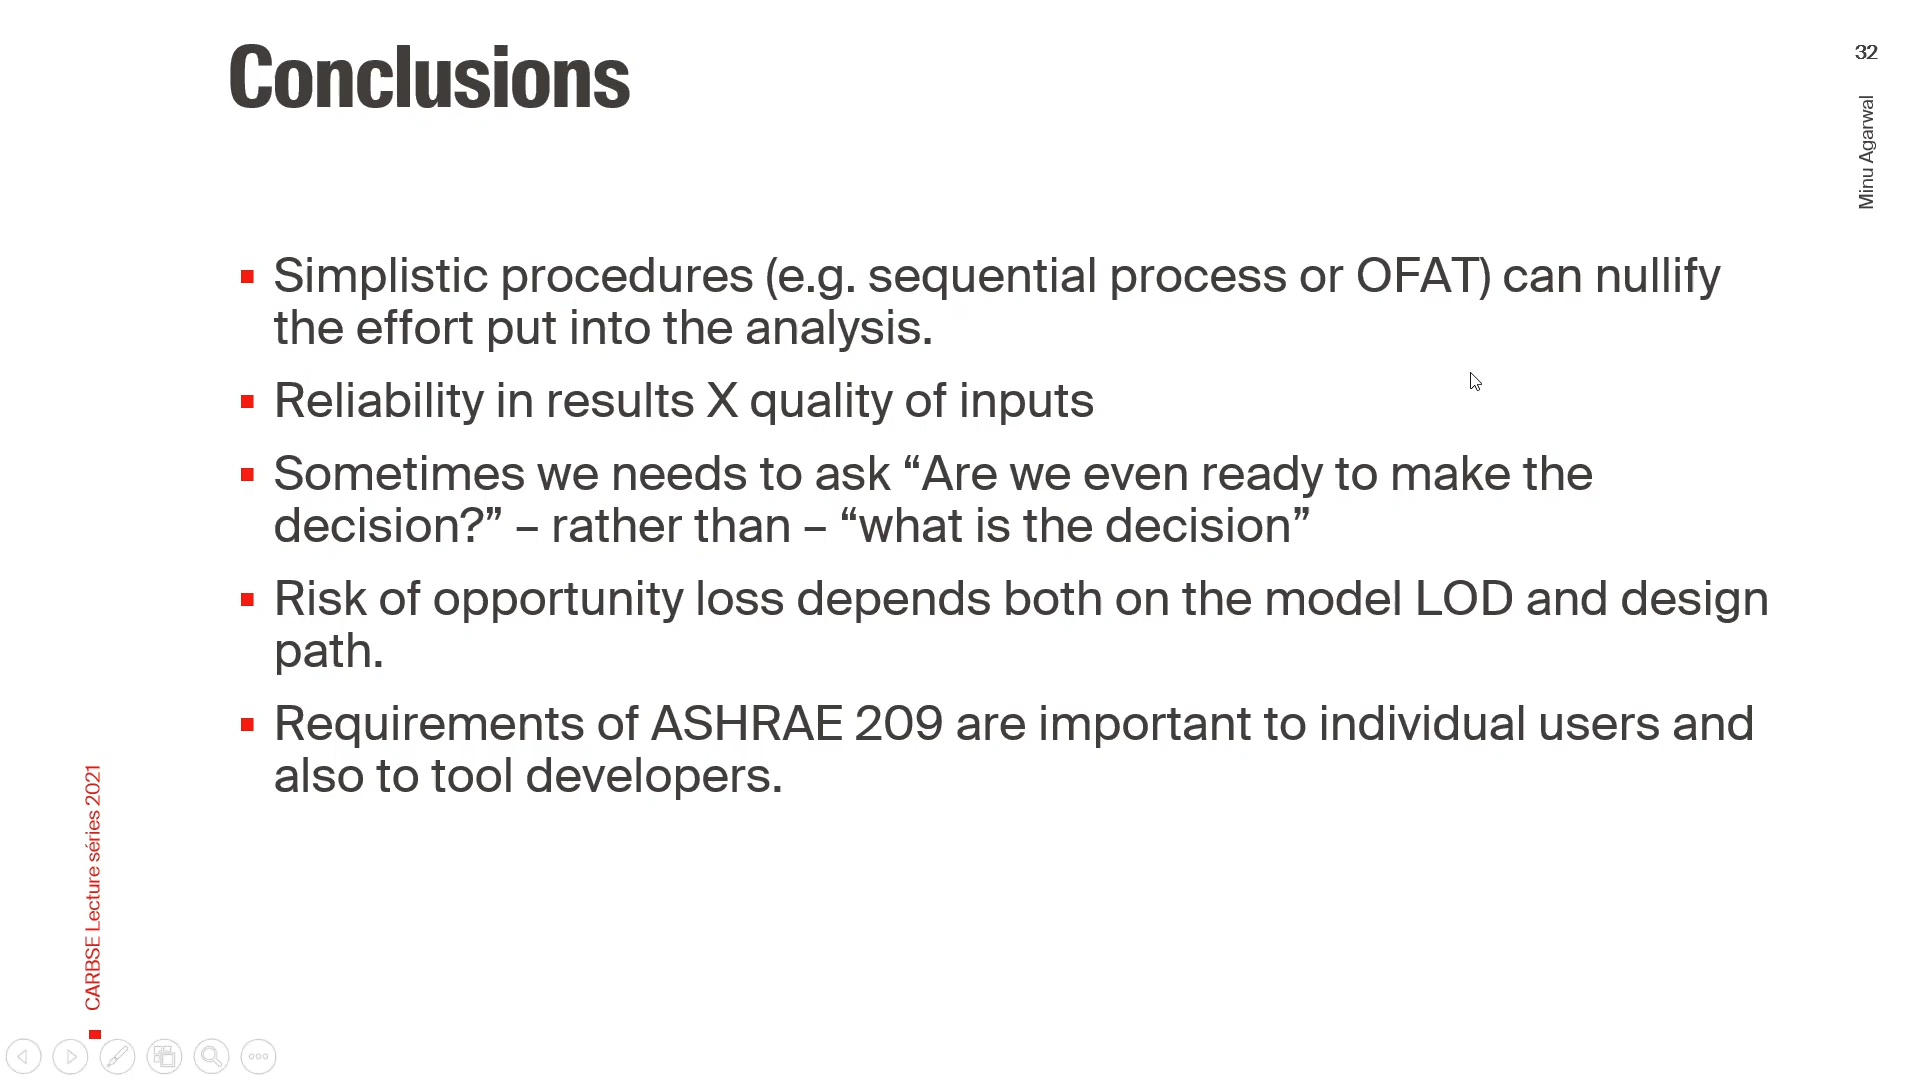 Conclusions
32
Minu Agarwal
Simplistic procedures (e.g. sequential process or OFAT) can nullify
the effort put into the analysis.
Reliability in results X quality of inputs
Sometimes we needs to ask “Are we even ready to make the
decision?” – rather than – “what is the decision”
Risk of opportunity loss depends both on the model LOD and design
path.
Requirements of ASHRAE 209 are important to individual users and
also to tool developers.
CARBSE Lecture séries 2021